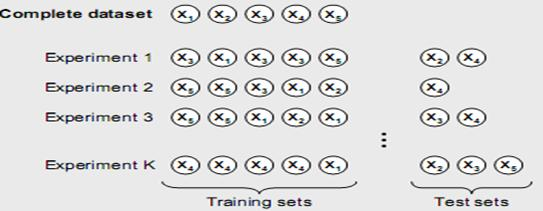 Complete dataset X₁ X₂ X₃ X₄ X₅
Experiment 1 X₃ X₁ X₃ X₃ X₅ X₂ X₄
Experiment 2 X₅ X₅ X₃ X₁ X₂ X₄
Experiment 3 X₅ X₅ X₁ X₂ X₁ X₃ X₄
Experiment K X₄ X₄ X₄ X₄ X₁ X₂ X₃ X₅
Training sets Test sets